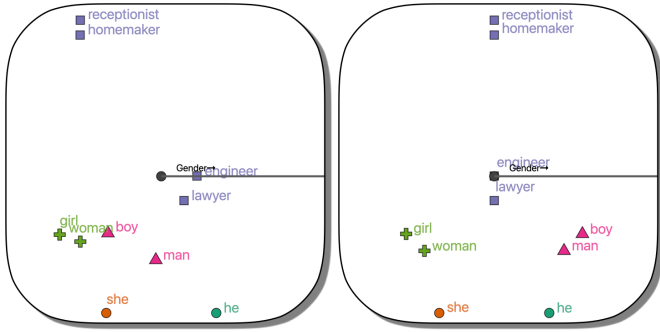 receptionist
homemaker
Gender→
engineer
lawyer
girl
woman
boy
man
she
he
receptionist
homemaker
engineer
Gender→
lawyer
girl
woman
boy
man
she
he